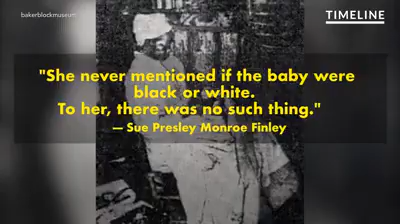 bakerblockmuseum
TIMELINE
"She never mentioned if the baby were
black or white.
To her, there was no such thing."
— Sue Presley Monroe Finley